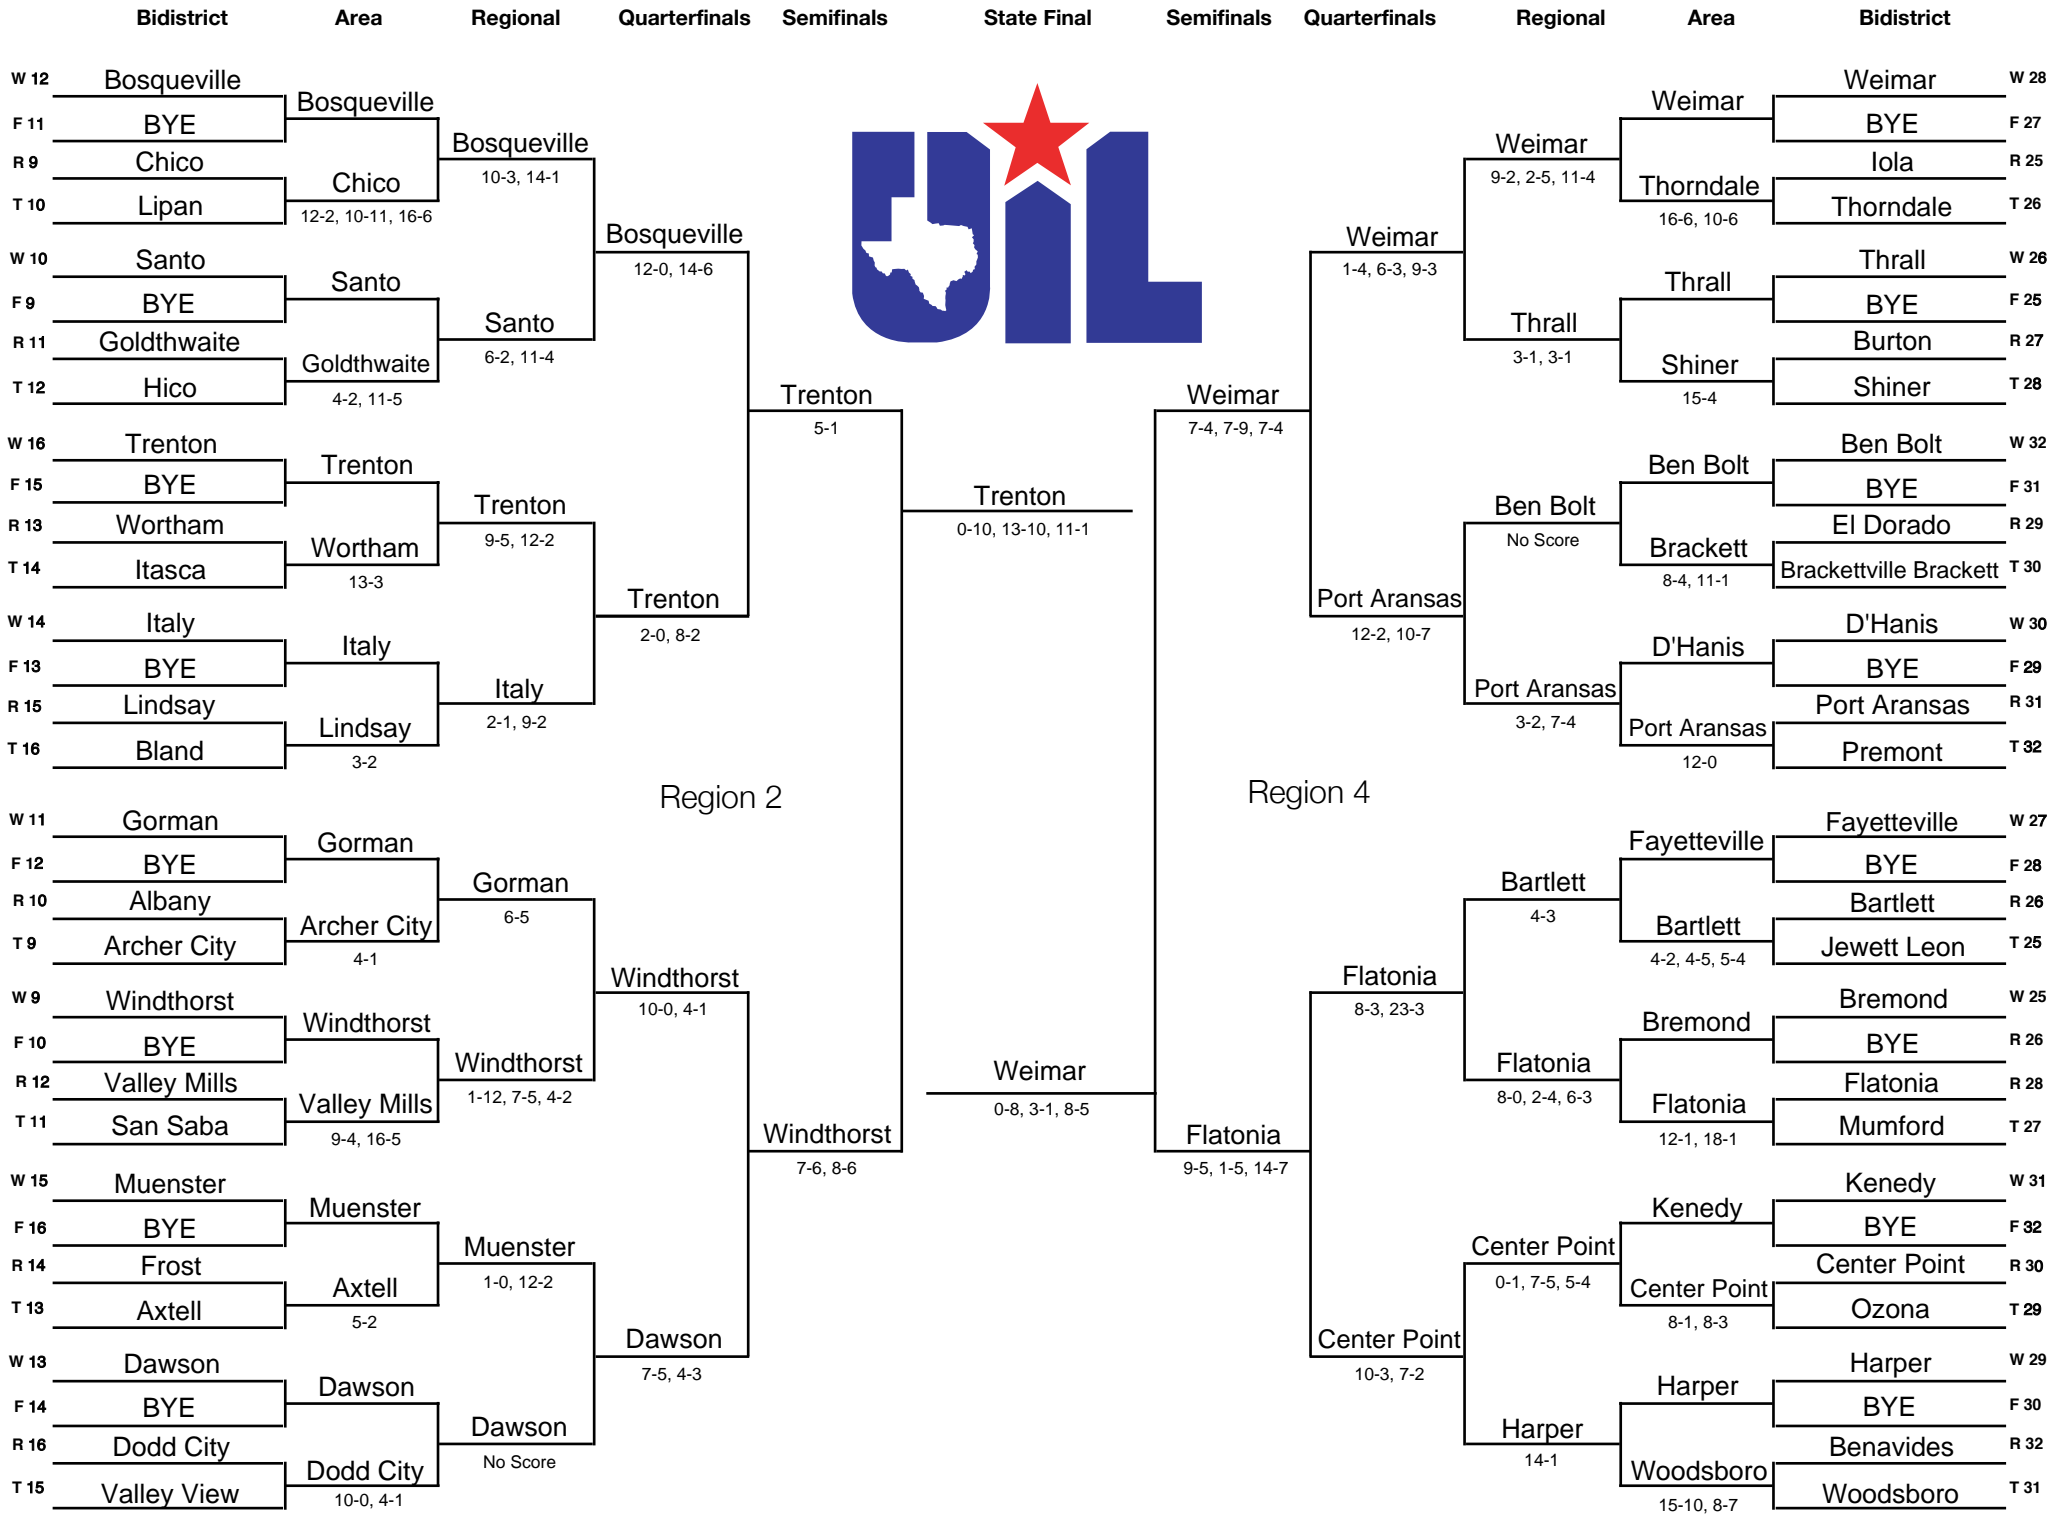 Bidistrict Area Regional Quarterfinals Semifinals State Final Semifinals Quarterfinals Regional Area Bidistrict
W 12 Bosqueville
Bosqueville
F 11 BYE
Bosqueville
10-3, 14-1
R 9 Chico
Chico
12-2, 10-11, 16-6
T 10 Lipan
Bosqueville
12-0, 14-6
W 10 Santo
Santo
F 9 BYE
Santo
6-2, 11-4
R 11 Goldthwaite
Goldthwaite
4-2, 11-5
T 12 Hico
Trenton
5-1
W 16 Trenton
Trenton
F 15 BYE
Trenton
9-5, 12-2
R 13 Wortham
Wortham
13-3
T 14 Itasca
Trenton
2-0, 8-2
W 14 Italy
Italy
F 13 BYE
Italy
2-1, 9-2
R 15 Lindsay
Lindsay
3-2
T 16 Bland
Region 2
W 11 Gorman
Gorman
F 12 BYE
Gorman
6-5
R 10 Albany
Archer City
4-1
T 9 Archer City
Windthorst
10-0, 4-1
W 9 Windthorst
Windthorst
F 10 BYE
Windthorst
1-12, 7-5, 4-2
R 12 Valley Mills
Valley Mills
9-4, 16-5
T 11 San Saba
Windthorst
7-6, 8-6
W 15 Muenster
Muenster
F 16 BYE
Muenster
1-0, 12-2
R 14 Frost
Axtell
5-2
T 13 Axtell
Dawson
7-5, 4-3
W 13 Dawson
Dawson
F 14 BYE
Dawson
No Score
R 16 Dodd City
Dodd City
10-0, 4-1
T 15 Valley View
UIL
Trenton
0-10, 13-10, 11-1
Weimar
0-8, 3-1, 8-5
Weimar W 28
Weimar
BYE F 27
Weimar
9-2, 2-5, 11-4
Iola R 25
Thorndale
16-6, 10-6
Thorndale T 26
Weimar
1-4, 6-3, 9-3
Thrall W 26
Thrall
BYE F 25
Thrall
3-1, 3-1
Burton R 27
Shiner
15-4
Shiner T 28
Weimar
7-4, 7-9, 7-4
Ben Bolt W 32
Ben Bolt
BYE F 31
Ben Bolt
No Score
El Dorado R 29
Brackett
8-4, 11-1
Brackettville Brackett T 30
Port Aransas
12-2, 10-7
D'Hanis W 30
D'Hanis
BYE F 29
Port Aransas
3-2, 7-4
Port Aransas R 31
Port Aransas
12-0
Premont T 32
Region 4
Fayetteville W 27
Fayetteville
BYE F 28
Bartlett
4-3
Bartlett R 26
Bartlett
4-2, 4-5, 5-4
Jewett Leon T 25
Flatonia
8-3, 23-3
Bremond W 25
Bremond
BYE R 26
Flatonia
8-0, 2-4, 6-3
Flatonia R 28
Flatonia
12-1, 18-1
Mumford T 27
Flatonia
9-5, 1-5, 14-7
Kenedy W 31
Kenedy
BYE F 32
Center Point
0-1, 7-5, 5-4
Center Point R 30
Center Point
8-1, 8-3
Ozona T 29
Center Point
10-3, 7-2
Harper W 29
Harper
BYE F 30
Harper
14-1
Benavides R 32
Woodsboro
15-10, 8-7
Woodsboro T 31